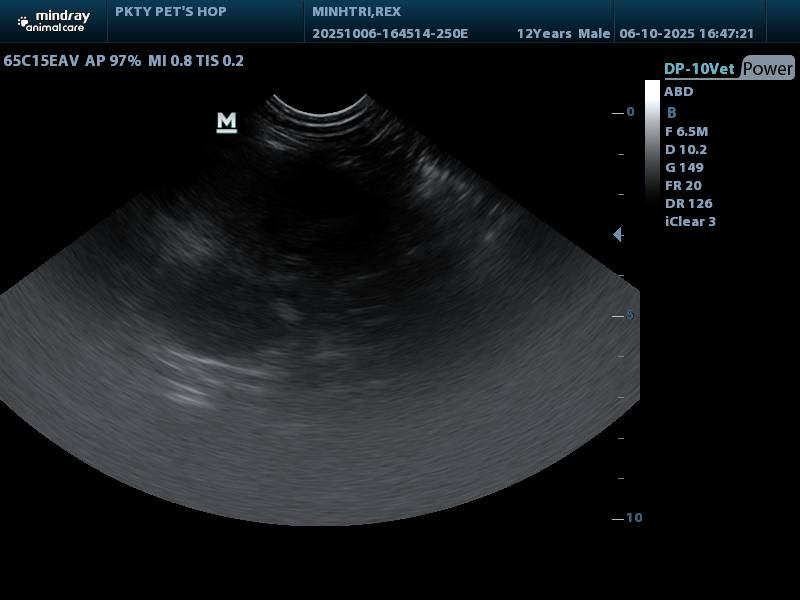 mindray
animal care
PKTY PET'S HOP
MINHTRI,REX
20251006-164514-250E
12Years Male
06-10-2025 16:47:21
65C15EAV AP 97% MI 0.8 TIS 0.2
DP-10Vet
Power
M
ABD
B
F 6.5M
D 10.2
G 149
FR 20
DR 126
iClear 3
0
5
10